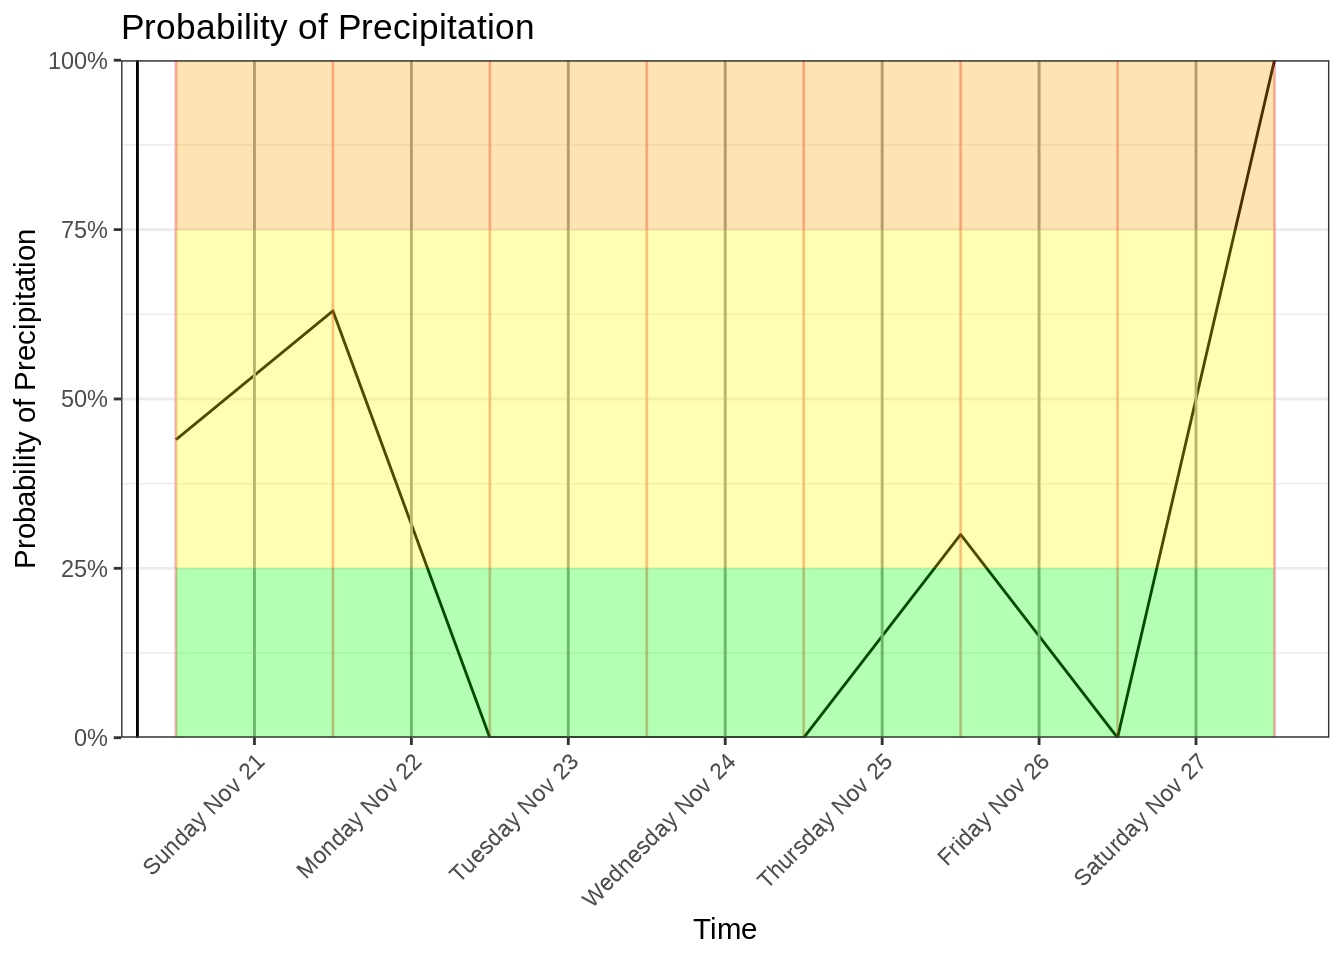 Probability of Precipitation
Probability of Precipitation
100%
75%
50%
25%
0%
Sunday Nov 21
Monday Nov 22
Tuesday Nov 23
Wednesday Nov 24
Thursday Nov 25
Friday Nov 26
Saturday Nov 27
Time